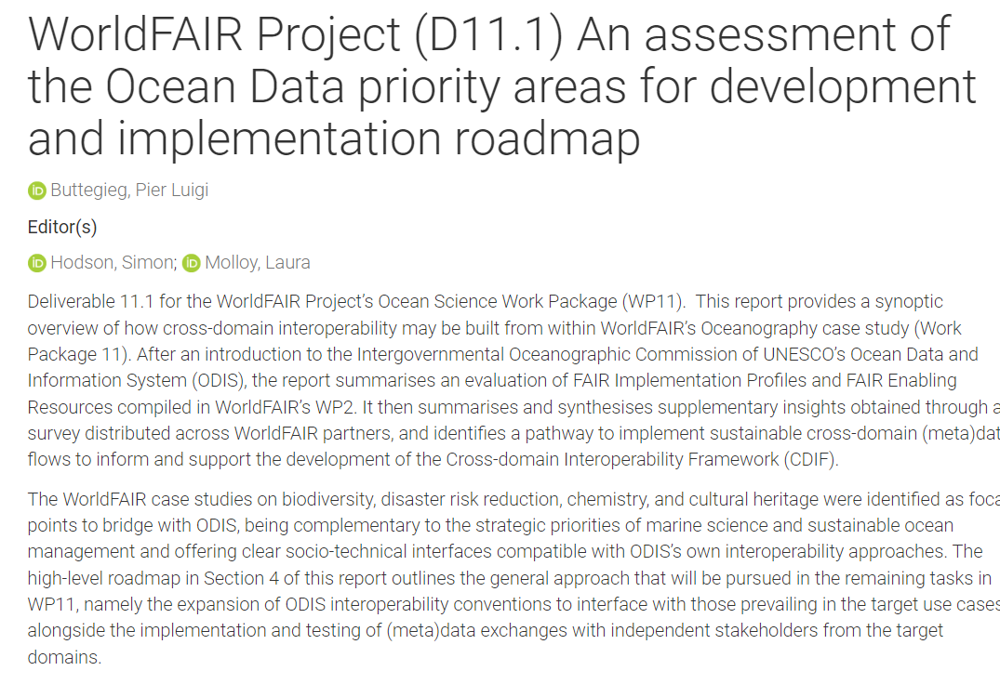 WorldFAIR Project (D11.1) An assessment of
the Ocean Data priority areas for development
and implementation roadmap
iD Buttegieg, Pier Luigi
Editor(s)
iD Hodson, Simon; iD Molloy, Laura
Deliverable 11.1 for the WorldFAIR Project's Ocean Science Work Package (WP11). This report provides a synoptic
overview of how cross-domain interoperability may be built from within WorldFAIR's Oceanography case study (Work
Package 11). After an introduction to the Intergovernmental Oceanographic Commission of UNESCO's Ocean Data and
Information System (ODIS), the report summarises an evaluation of FAIR Implementation Profiles and FAIR Enabling
Resources compiled in WorldFAIR's WP2. It then summarises and synthesises supplementary insights obtained through a
survey distributed across WorldFAIR partners, and identifies a pathway to implement sustainable cross-domain (meta)dat
flows to inform and support the development of the Cross-domain Interoperability Framework (CDIF).
The WorldFAIR case studies on biodiversity, disaster risk reduction, chemistry, and cultural heritage were identified as foca
points to bridge with ODIS, being complementary to the strategic priorities of marine science and sustainable ocean
management and offering clear socio-technical interfaces compatible with ODIS's own interoperability approaches. The
high-level roadmap in Section 4 of this report outlines the general approach that will be pursued in the remaining tasks in
WP11, namely the expansion of ODIS interoperability conventions to interface with those prevailing in the target use cases
alongside the implementation and testing of (meta)data exchanges with independent stakeholders from the target
domains.